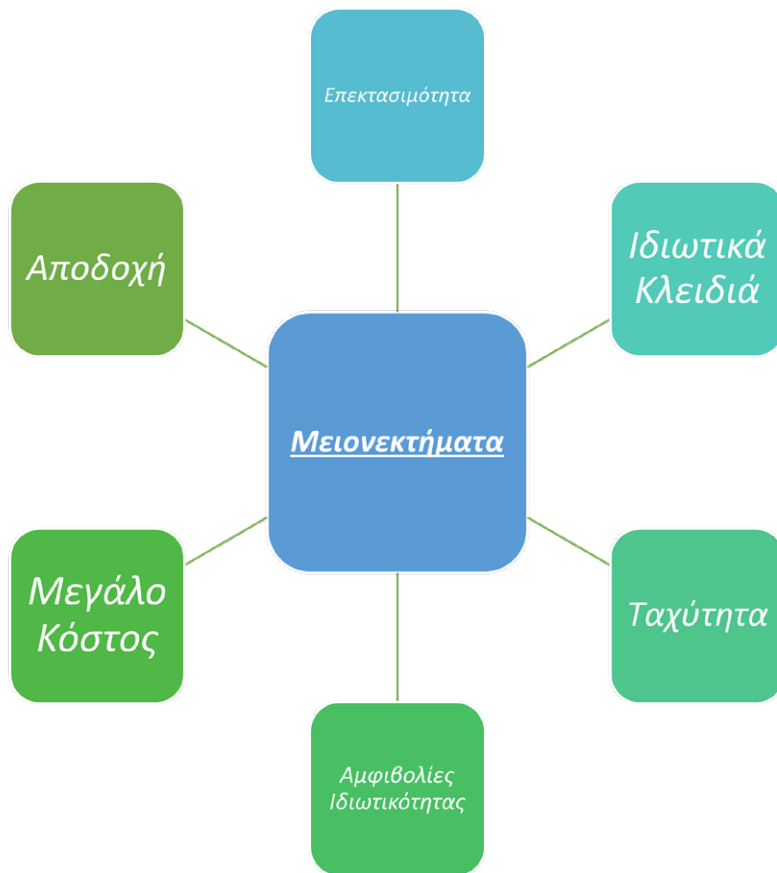 Επεκτασιμότητα
Ιδιωτικά
Κλειδιά
Αποδοχή
Μειονεκτήματα
Μεγάλο
Κόστος
Ταχύτητα
Αμφιβολίες
Ιδιωτικότητας